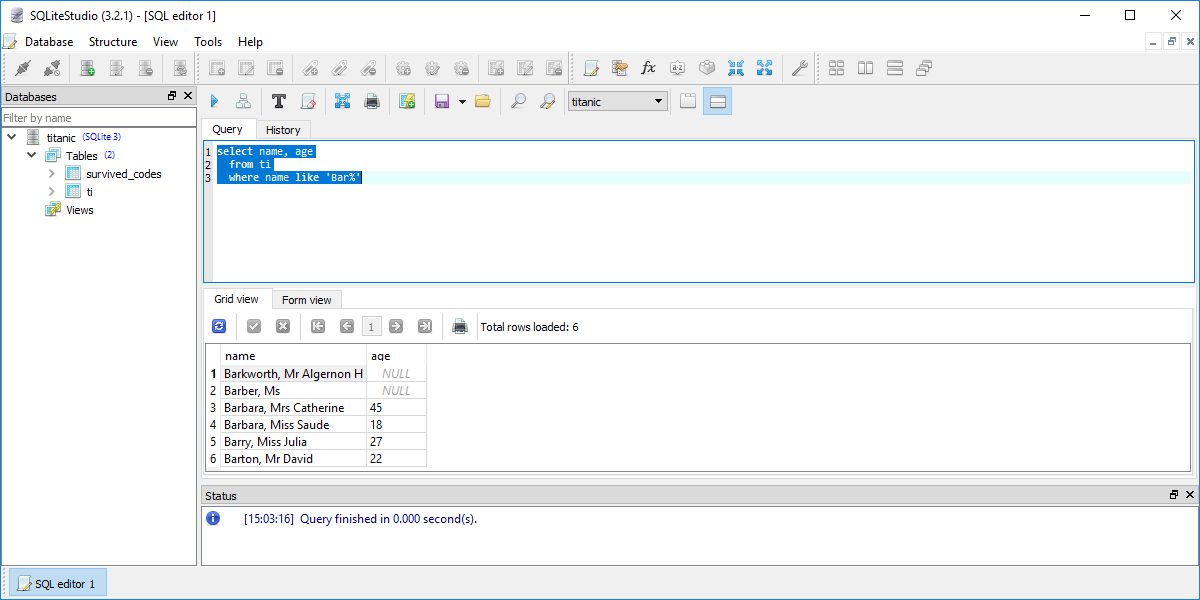 SQLiteStudio (3.2.1) - [SQL editor 1]
Database Structure View Tools Help
Databases
Filter by name
titanic (SQLite 3)
Tables (2)
survived_codes
ti
Views
titanic
Query History
1 select name, age
2 from ti
3 where name like 'Bar%'
Grid view Form view
1 Total rows loaded: 6
name age
1 Barkworth, Mr Algernon H NULL
2 Barber, Ms NULL
3 Barbara, Mrs Catherine 45
4 Barbara, Miss Saude 18
5 Barry, Miss Julia 27
6 Barton, Mr David 22
Status
[15:03:16] Query finished in 0.000 second(s).
SQL editor 1